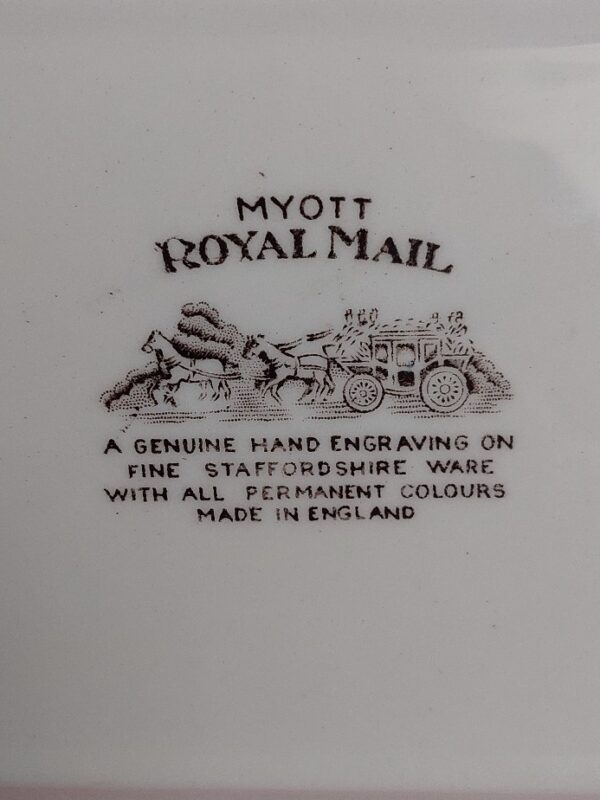 MYOTT
ROYAL MAIL
A GENUINE HAND ENGRAVING ON
FINE STAFFORDSHIRE WARE
WITH ALL PERMANENT COLOURS
MADE IN ENGLAND